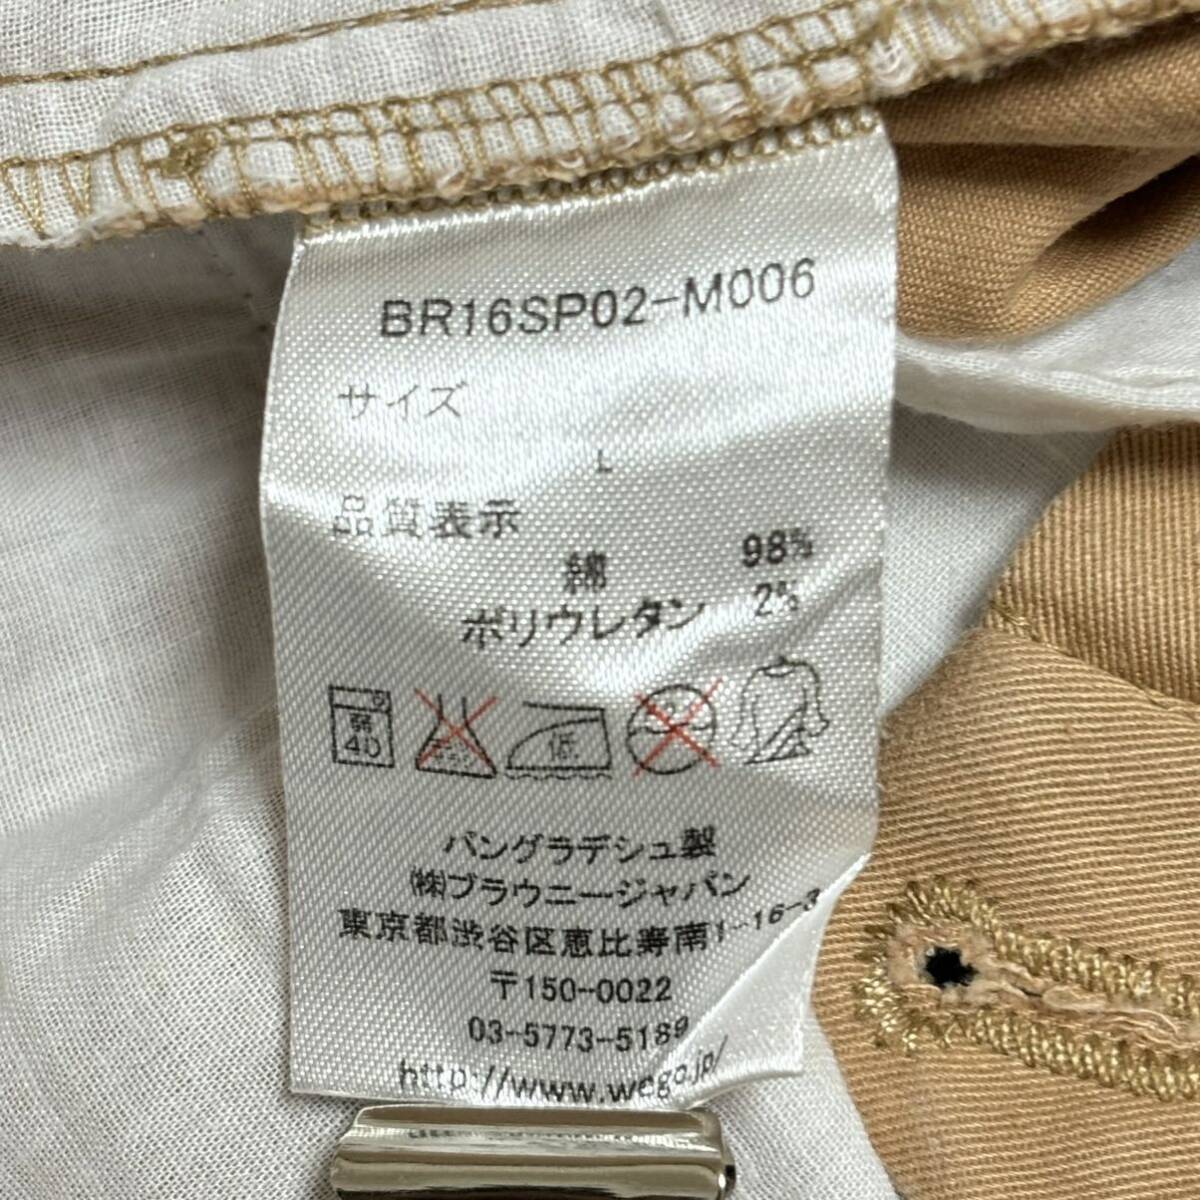 BR16SP02-M006
サイズ
L
品質表示
綿 98%
ポリウレタン 2%
弱 40
低
バングラデシュ製
㈱ブラウニージャパン
東京都渋谷区恵比寿南1-16-3
〒150-0022
03-5773-5189
http://www.wego.jp/